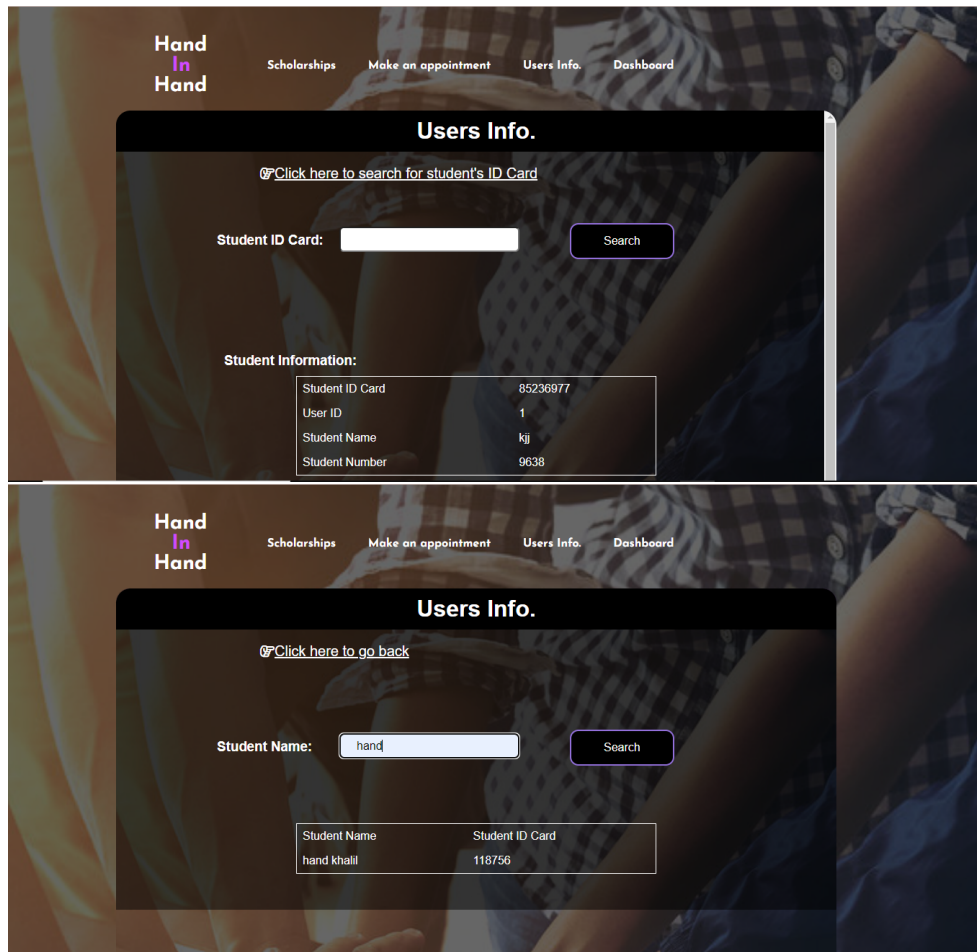 Hand
In
Hand
Scholarships Make an appointment Users Info. Dashboard
Users Info.
Click here to search for student's ID Card
Student ID Card: Search
Student Information:
Student ID Card 85236977
User ID 1
Student Name kjj
Student Number 9638
Hand
In
Hand
Scholarships Make an appointment Users Info. Dashboard
Users Info.
Click here to go back
Student Name: hand Search
Student Name Student ID Card
hand khalil 118756